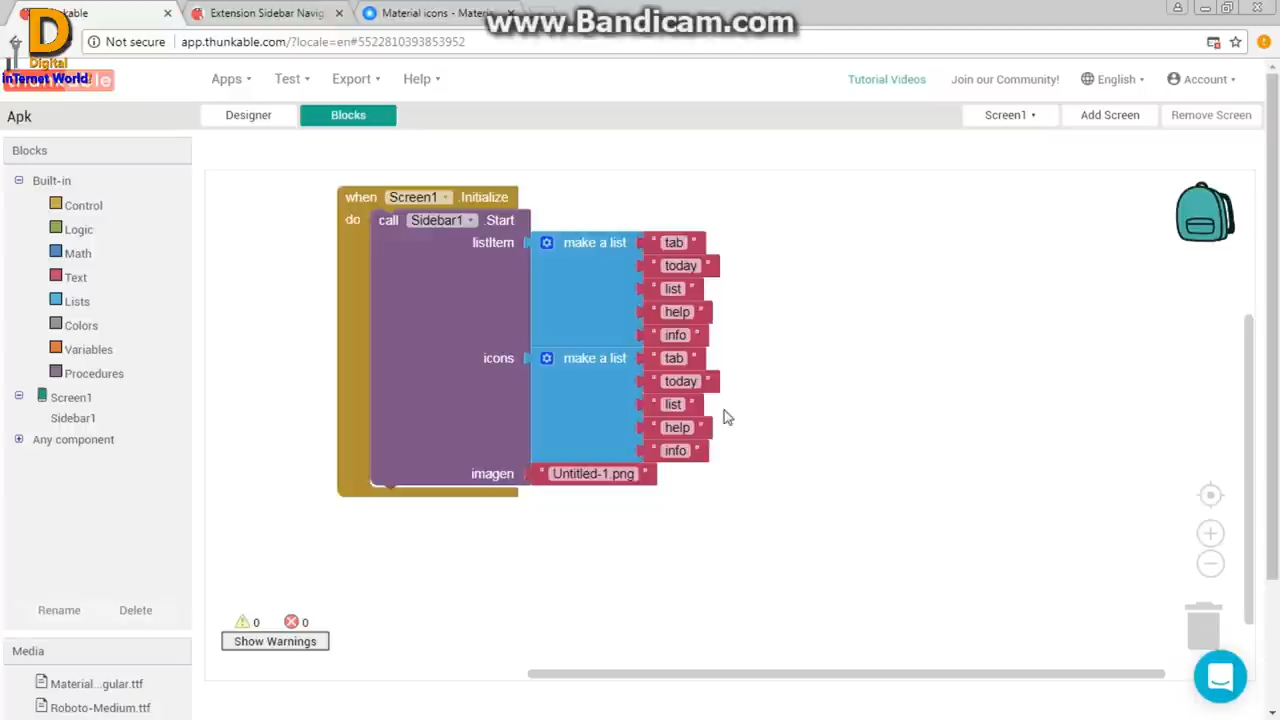 www.Bandicam.com
Extension Sidebar Navig
Material icons - Materi
D
Digital
inTernet World.
Not secure
app.thunkable.com/?locale=en#5522810393853952
Apps
Test
Export
Help
Tutorial Videos
Join our Community!
English
Account
Apk
Designer
Blocks
Screen1
Add Screen
Remove Screen
Blocks
Built-in
Control
Logic
Math
Text
Lists
Colors
Variables
Procedures
Screen1
Sidebar1
Any component
Rename
Delete
Media
Material...gular.ttf
Roboto-Medium.ttf
when Screen1 .Initialize
do call Sidebar1 .Start
listItem make a list " tab "
" today "
" list "
" help "
" info "
icons make a list " tab "
" today "
" list "
" help "
" info "
imagen " Untitled-1.png "
0 0
Show Warnings